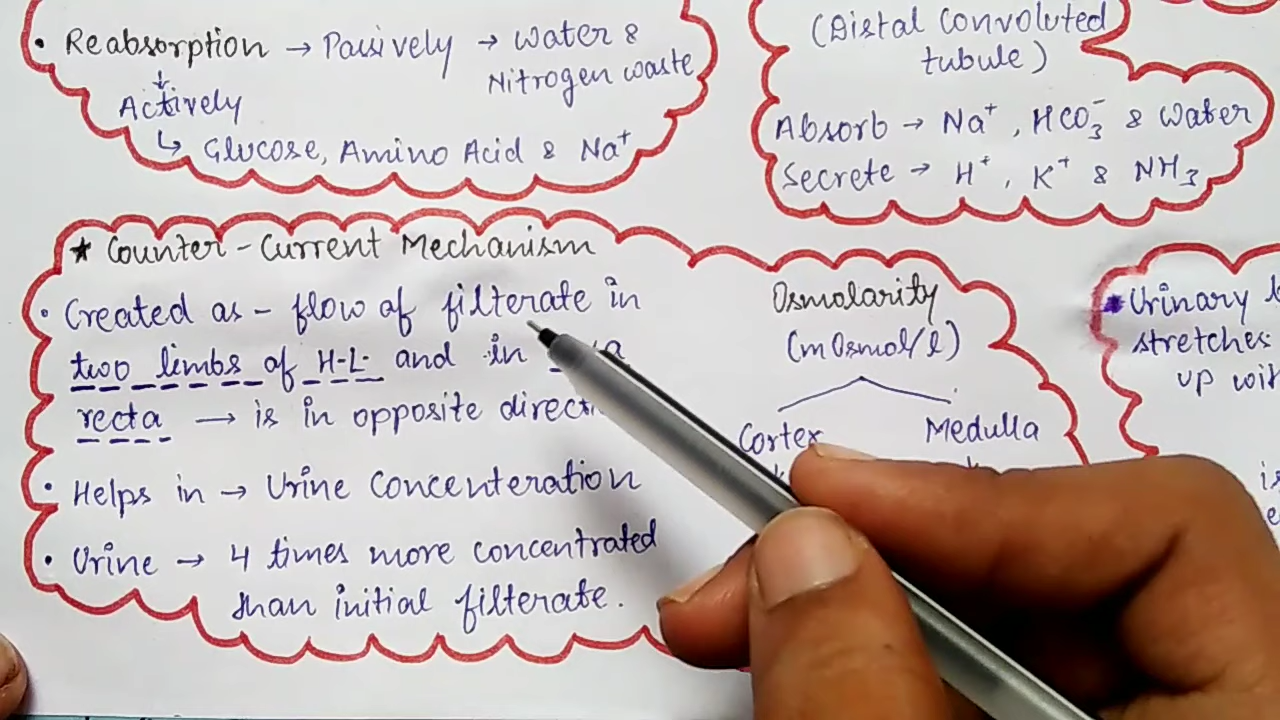 • Reabsorption → Passively → Water &
Nitrogen waste
↓
Actively
↳ Glucose, Amino Acid & Na⁺
(Distal Convoluted
tubule)
Absorb → Na⁺, HCO₃⁻ & Water
Secrete → H⁺, K⁺ & NH₃
★ Counter-Current Mechanism
• Created as - flow of filterate in
two limbs of H-L- and in
recta → is in opposite
• Helps in → Urine Concenteration
• Urine → 4 times more concentrated
than initial filterate.
Osmolarity
(mOsmol/l)
Cortex
Medulla
★ Urinary
stretches
up
is